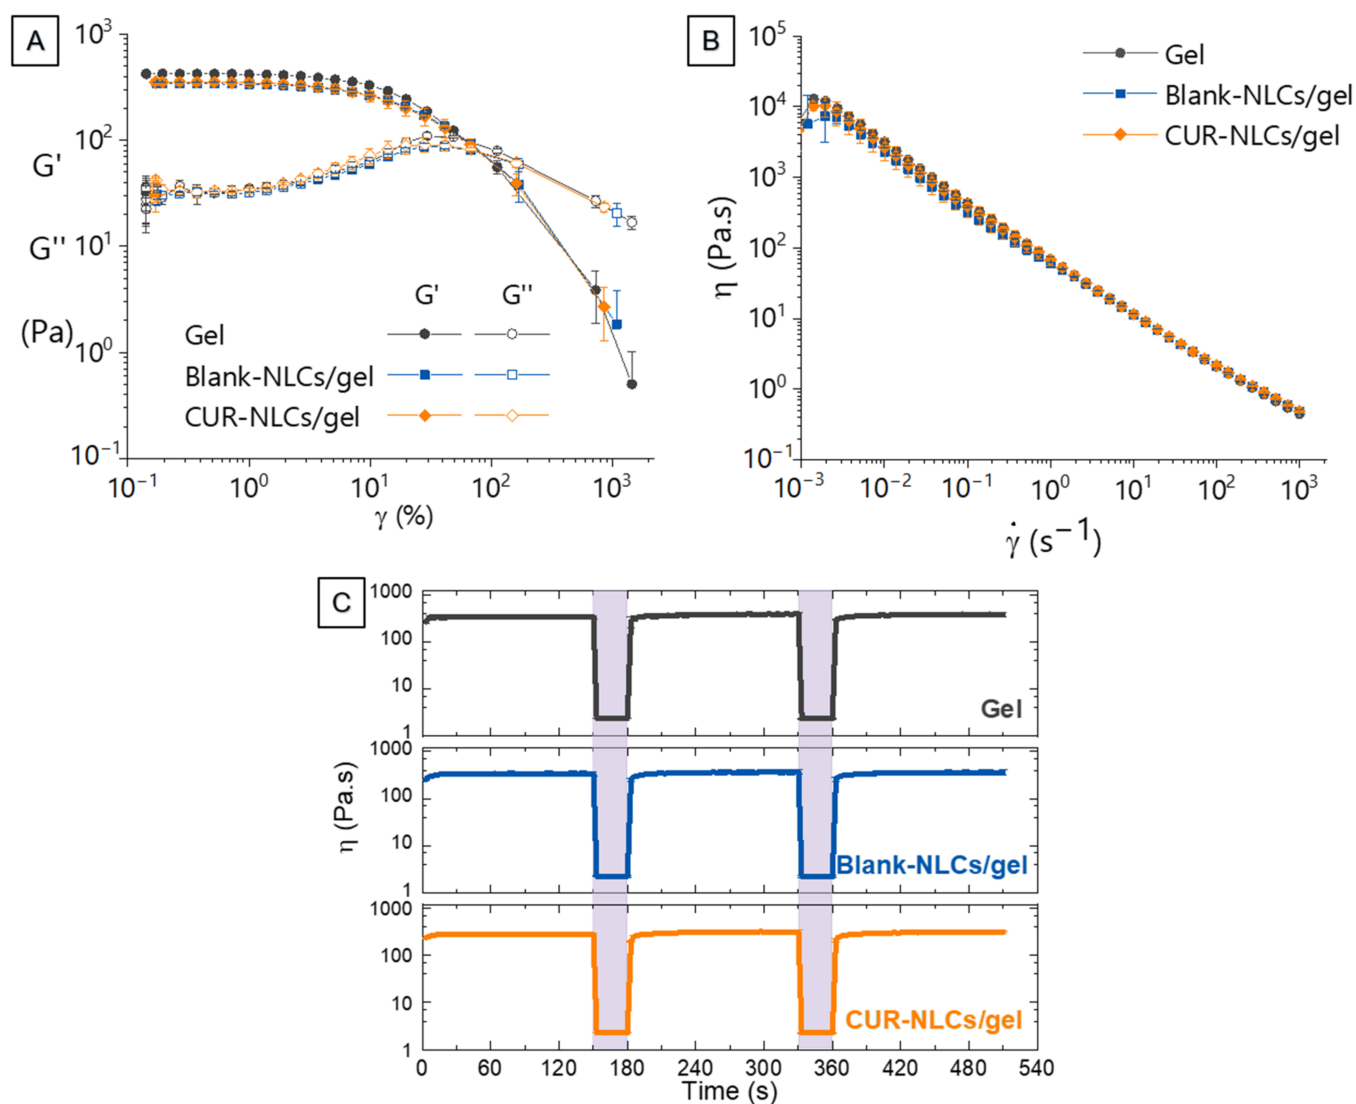 A
10³
10²
10¹
10⁰
10⁻¹
G'
G''
(Pa)
G' G''
Gel
Blank-NLCs/gel
CUR-NLCs/gel
10⁻¹ 10⁰ 10¹ 10² 10³
γ (%)
B
10⁵
10⁴
10³
10²
10¹
10⁰
10⁻¹
η (Pa.s)
Gel
Blank-NLCs/gel
CUR-NLCs/gel
10⁻³ 10⁻² 10⁻¹ 10⁰ 10¹ 10² 10³
γ̇ (s⁻¹)
C
1000
100
10
1
Gel
1000
100
10
1
η (Pa.s)
Blank-NLCs/gel
1000
100
10
1
CUR-NLCs/gel
0 60 120 180 240 300 360 420 480 540
Time (s)